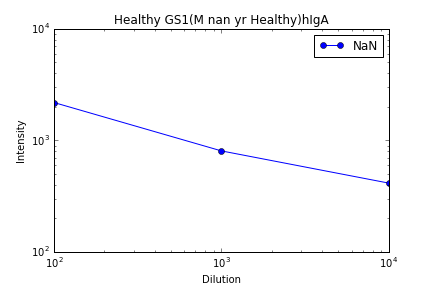 Healthy GS1(M nan yr Healthy)hIgA
NaN
10^4
10^3
10^2
Intensity
10^2 10^3 10^4
Dilution